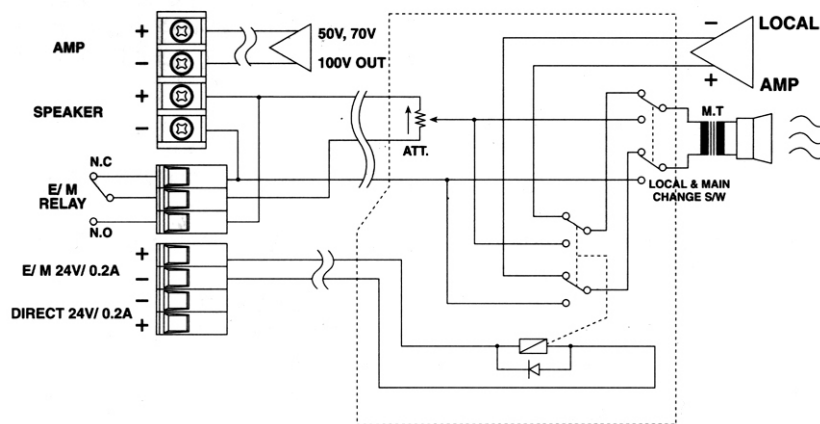 AMP
+
50V, 70V
−
100V OUT
SPEAKER
+
−
N.C
E/ M
RELAY
N.O
E/ M 24V/ 0.2A
+
−
DIRECT 24V/ 0.2A
−
+
ATT.
−
LOCAL
+
AMP
M.T
LOCAL & MAIN
CHANGE S/W